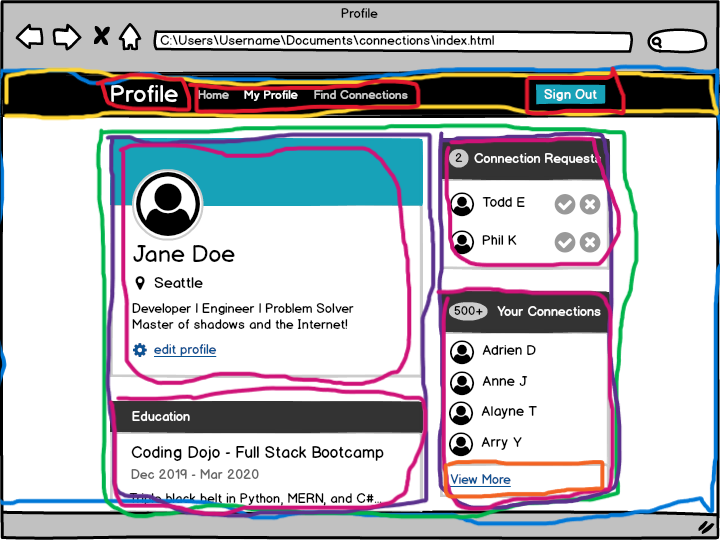 Profile
C:\Users\Username\Documents\connections\index.html
Profile Home My Profile Find Connections Sign Out
Jane Doe
Seattle
Developer | Engineer | Problem Solver
Master of shadows and the Internet!
edit profile
Education
Coding Dojo - Full Stack Bootcamp
Dec 2019 - Mar 2020
Triple black belt in Python, MERN, and C#...
2 Connection Requests
Todd E
Phil K
500+ Your Connections
Adrien D
Anne J
Alayne T
Arry Y
View More